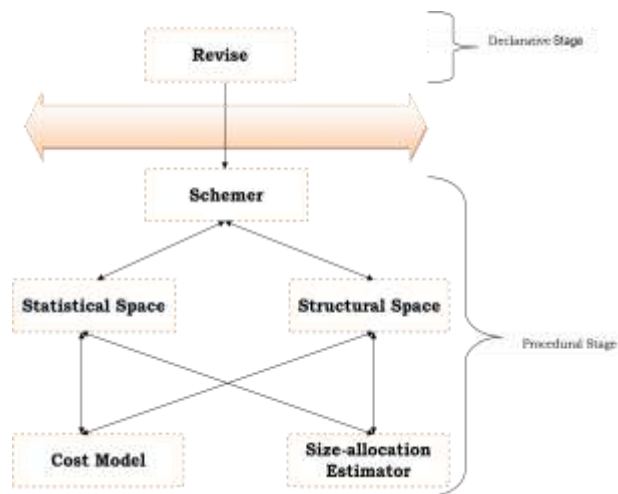 Revise
Declarative Stage
Schemer
Statistical Space
Structural Space
Procedural Stage
Cost Model
Size-allocation
Estimator